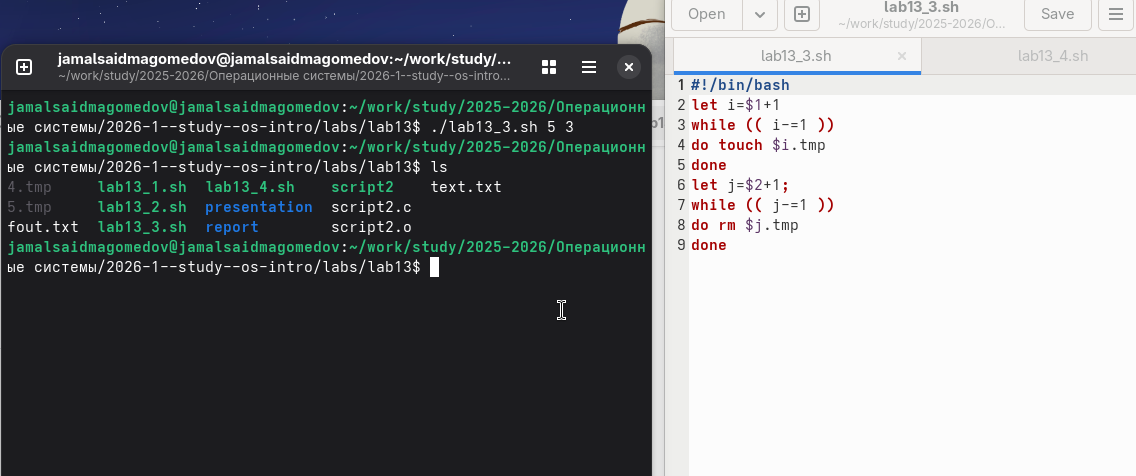 jamalsaidmagomedov@jamalsaidmagomedov:~/work/study/...
~/work/study/2025-2026/Операционные системы/2026-1--study--os-intro...
jamalsaidmagomedov@jamalsaidmagomedov:~/work/study/2025-2026/Операционн
ые системы/2026-1--study--os-intro/labs/lab13$ ./lab13_3.sh 5 3
jamalsaidmagomedov@jamalsaidmagomedov:~/work/study/2025-2026/Операционн
ые системы/2026-1--study--os-intro/labs/lab13$ ls
4.tmp lab13_1.sh lab13_4.sh script2 text.txt
5.tmp lab13_2.sh presentation script2.c
fout.txt lab13_3.sh report script2.o
jamalsaidmagomedov@jamalsaidmagomedov:~/work/study/2025-2026/Операционн
ые системы/2026-1--study--os-intro/labs/lab13$
Open
lab13_3.sh
~/work/study/2025-2026/О...
Save
lab13_3.sh × lab13_4.sh
1 #!/bin/bash
2 let i=$1+1
3 while (( i-=1 ))
4 do touch $i.tmp
5 done
6 let j=$2+1;
7 while (( j-=1 ))
8 do rm $j.tmp
9 done